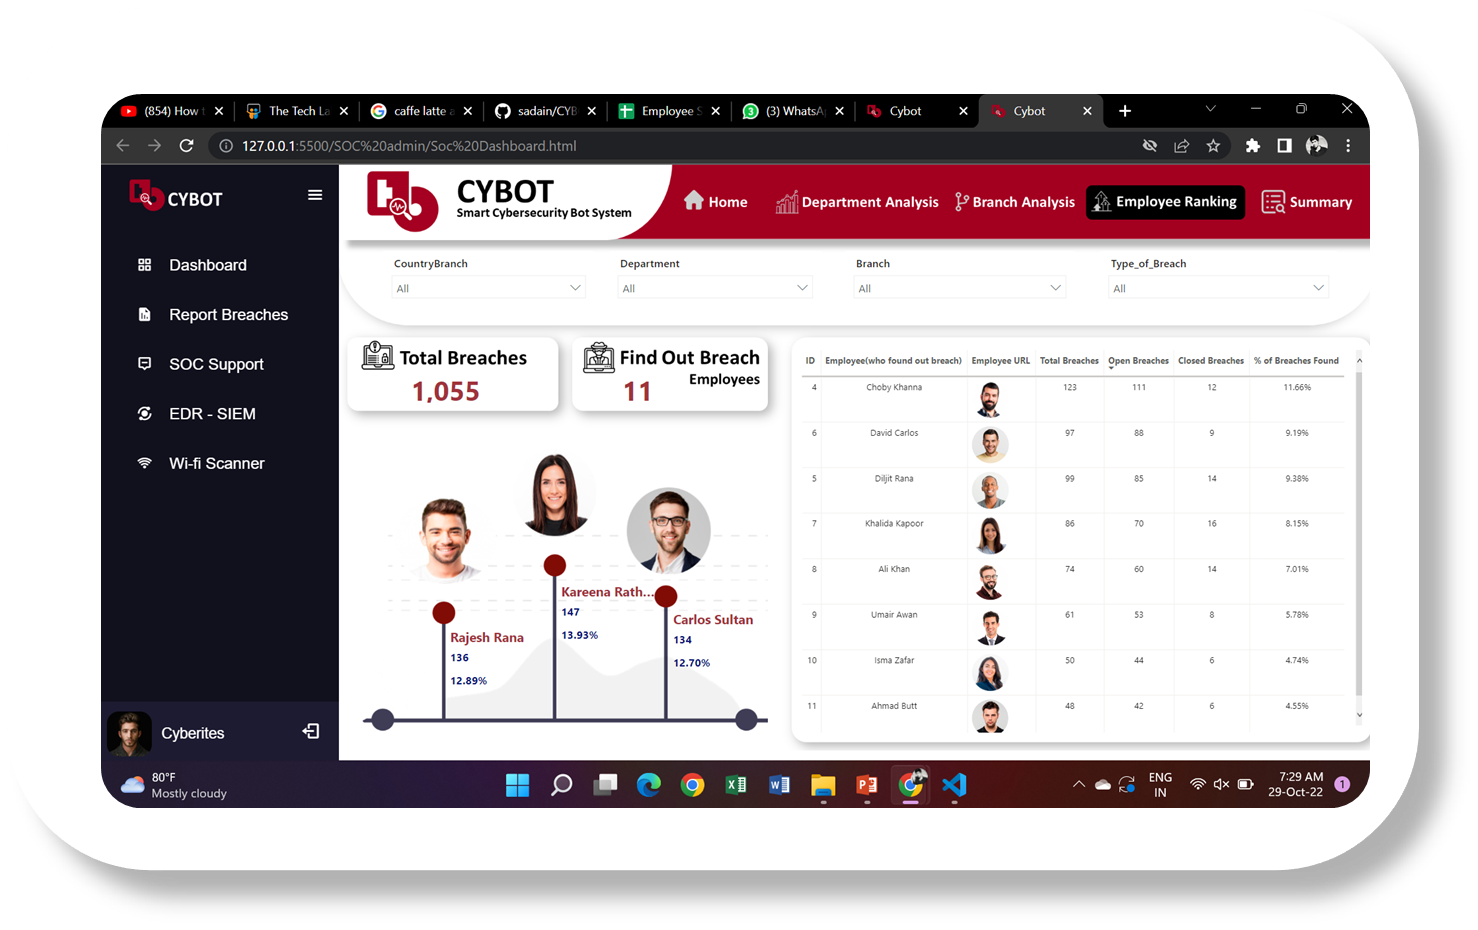 (854) How t
The Tech La
caffe latte a
sadain/CYB
Employee S
(3) WhatsA
Cybot
Cybot
127.0.0.1:5500/SOC%20admin/Soc%20Dashboard.html
CYBOT
Dashboard
Report Breaches
SOC Support
EDR - SIEM
Wi-fi Scanner
Cyberites
CYBOT
Smart Cybersecurity Bot System
Home
Department Analysis
Branch Analysis
Employee Ranking
Summary
CountryBranch
All
Department
All
Branch
All
Type_of_Breach
All
Total Breaches
1,055
Find Out Breach
Employees
11
Kareena Rath...
147
13.93%
Carlos Sultan
134
12.70%
Rajesh Rana
136
12.89%
ID Employee(who found out breach) Employee URL Total Breaches Open Breaches Closed Breaches % of Breaches Found
4 Choby Khanna 123 111 12 11.66%
6 David Carlos 97 88 9 9.19%
5 Diljit Rana 99 85 14 9.38%
7 Khalida Kapoor 86 70 16 8.15%
8 Ali Khan 74 60 14 7.01%
9 Umair Awan 61 53 8 5.78%
10 Isma Zafar 50 44 6 4.74%
11 Ahmad Butt 48 42 6 4.55%
80°F
Mostly cloudy
ENG
IN
7:29 AM
29-Oct-22
1